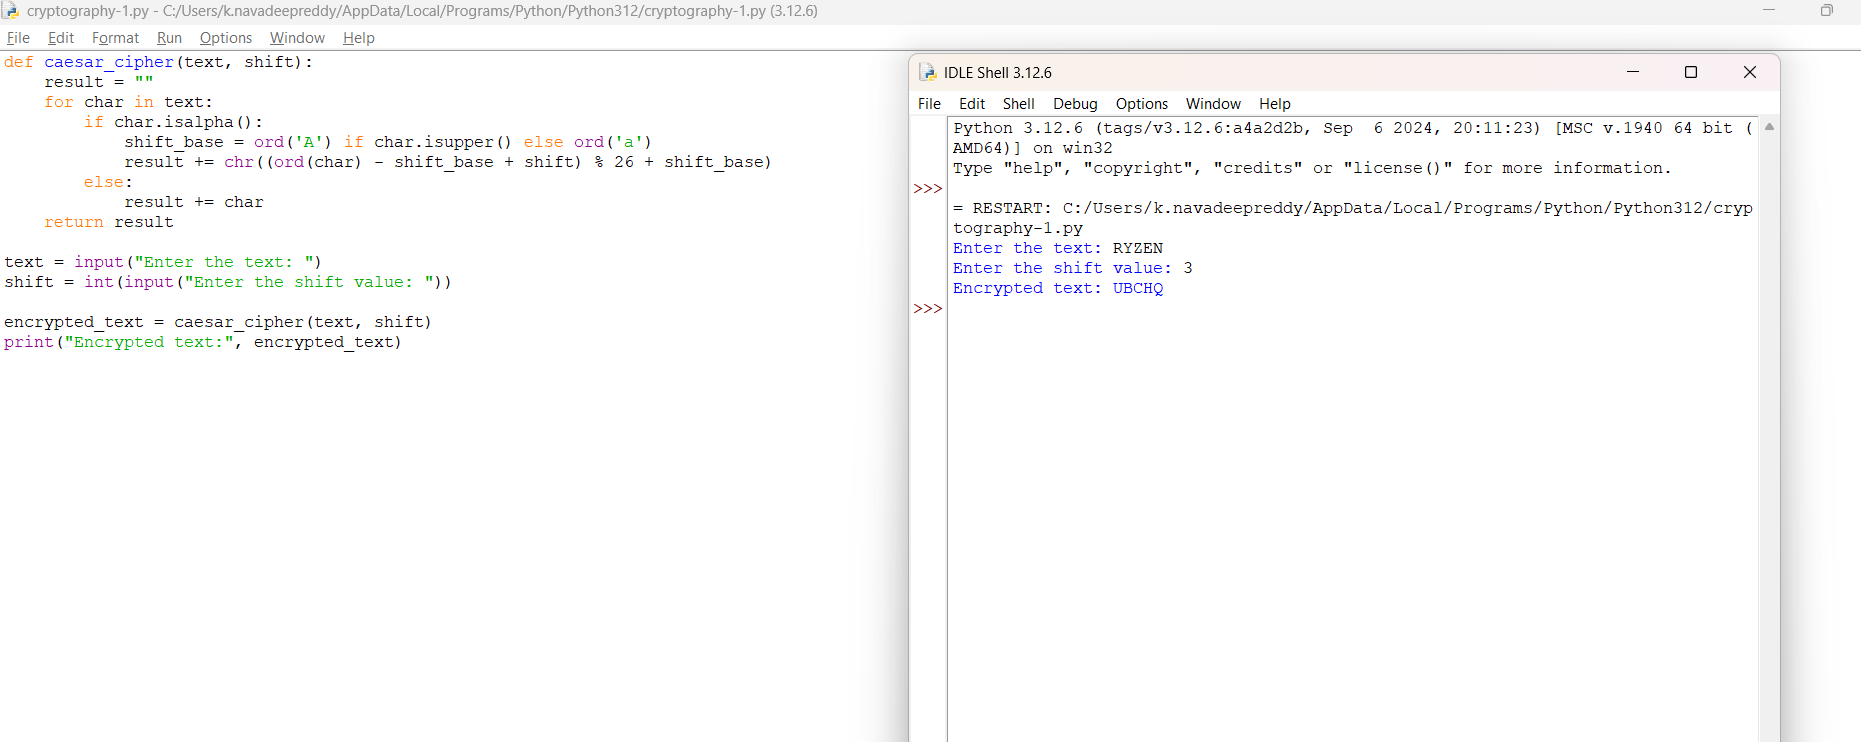 cryptography-1.py - C:/Users/k.navadeepreddy/AppData/Local/Programs/Python/Python312/cryptography-1.py (3.12.6)
File Edit Format Run Options Window Help
def caesar_cipher(text, shift):
    result = ""
    for char in text:
        if char.isalpha():
            shift_base = ord('A') if char.isupper() else ord('a')
            result += chr((ord(char) - shift_base + shift) % 26 + shift_base)
        else:
            result += char
    return result

text = input("Enter the text: ")
shift = int(input("Enter the shift value: "))

encrypted_text = caesar_cipher(text, shift)
print("Encrypted text:", encrypted_text)
IDLE Shell 3.12.6
File Edit Shell Debug Options Window Help
Python 3.12.6 (tags/v3.12.6:a4a2d2b, Sep  6 2024, 20:11:23) [MSC v.1940 64 bit (
AMD64)] on win32
Type "help", "copyright", "credits" or "license()" for more information.
>>>
= RESTART: C:/Users/k.navadeepreddy/AppData/Local/Programs/Python/Python312/cryp
tography-1.py
Enter the text: RYZEN
Enter the shift value: 3
Encrypted text: UBCHQ
>>>